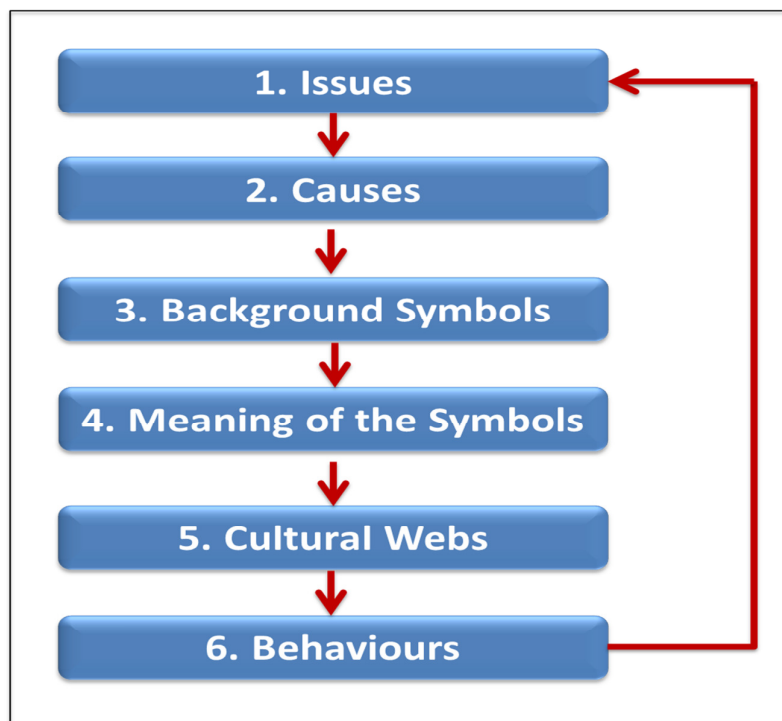 1. Issues
2. Causes
3. Background Symbols
4. Meaning of the Symbols
5. Cultural Webs
6. Behaviours